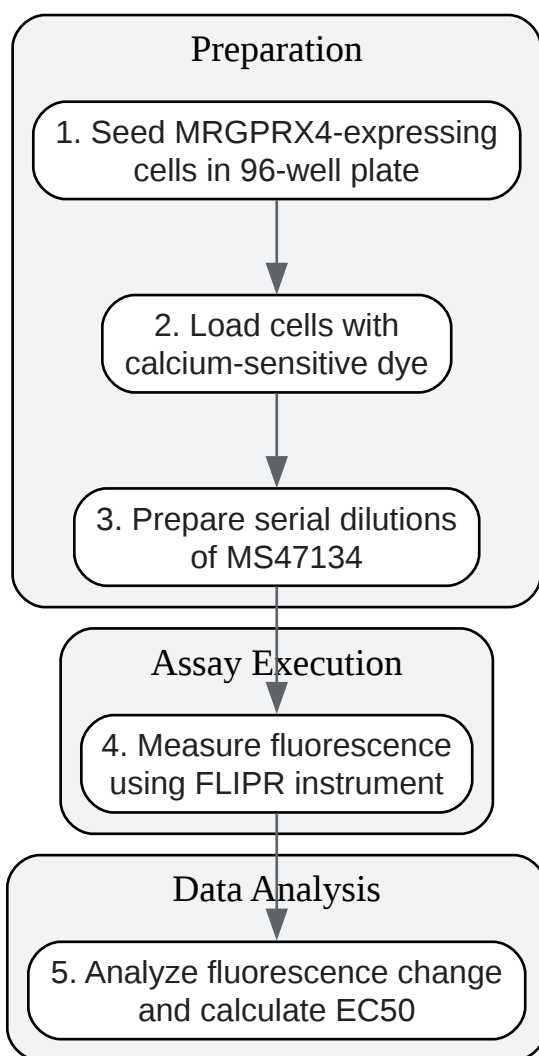 Preparation
1. Seed MRGPRX4-expressing
cells in 96-well plate
2. Load cells with
calcium-sensitive dye
3. Prepare serial dilutions
of MS47134
Assay Execution
4. Measure fluorescence
using FLIPR instrument
Data Analysis
5. Analyze fluorescence change
and calculate EC50